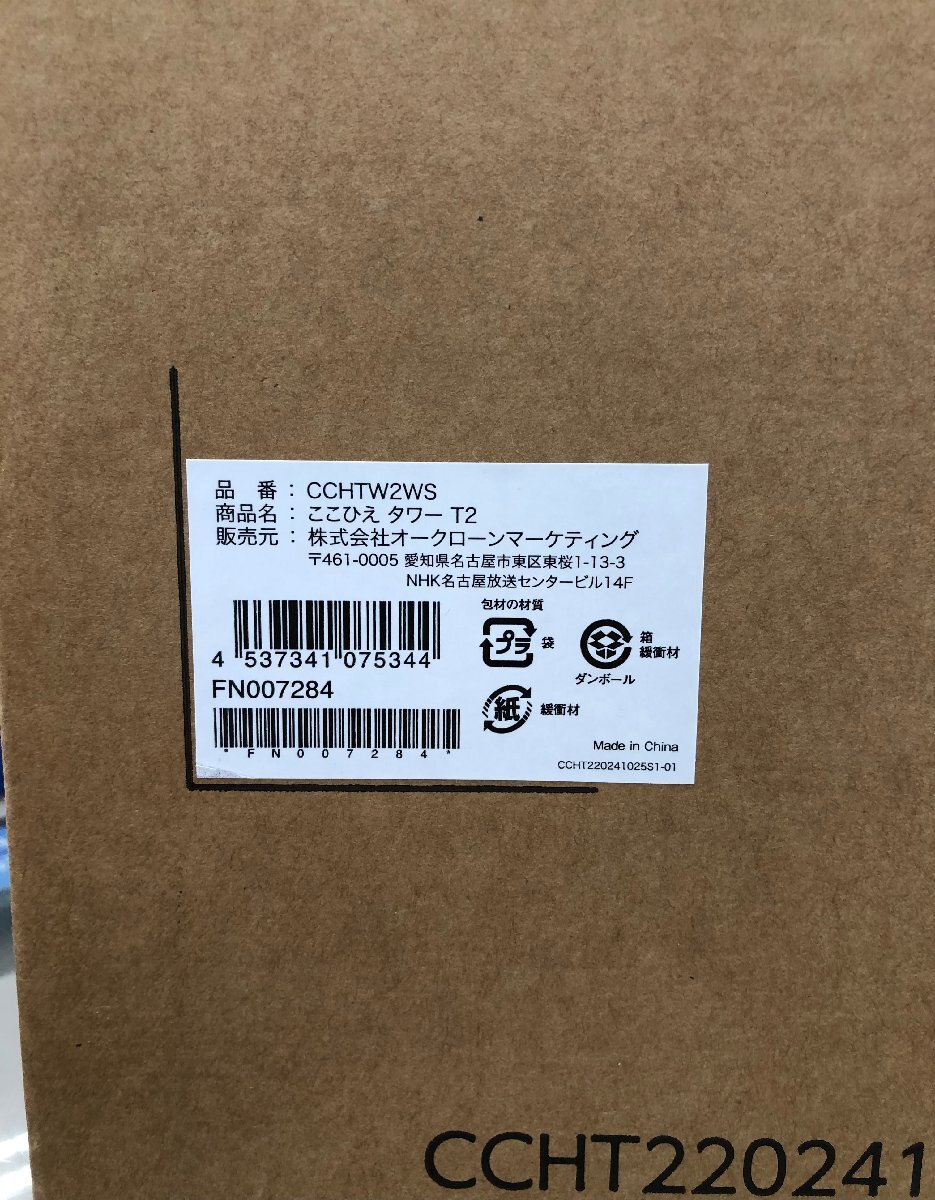 品 番 : CCHTW2WS
商品名 : ここひえ タワー T2
販売元 : 株式会社オークローンマーケティング
〒461-0005 愛知県名古屋市東区東桜1-13-3
NHK名古屋放送センタービル14F
包材の材質
プラ 袋
箱
緩衝材
ダンボール
4 537341 075344
FN007284
紙 緩衝材
*FN007284*
Made in China
CCHT220241025S1-01
CCHT220241